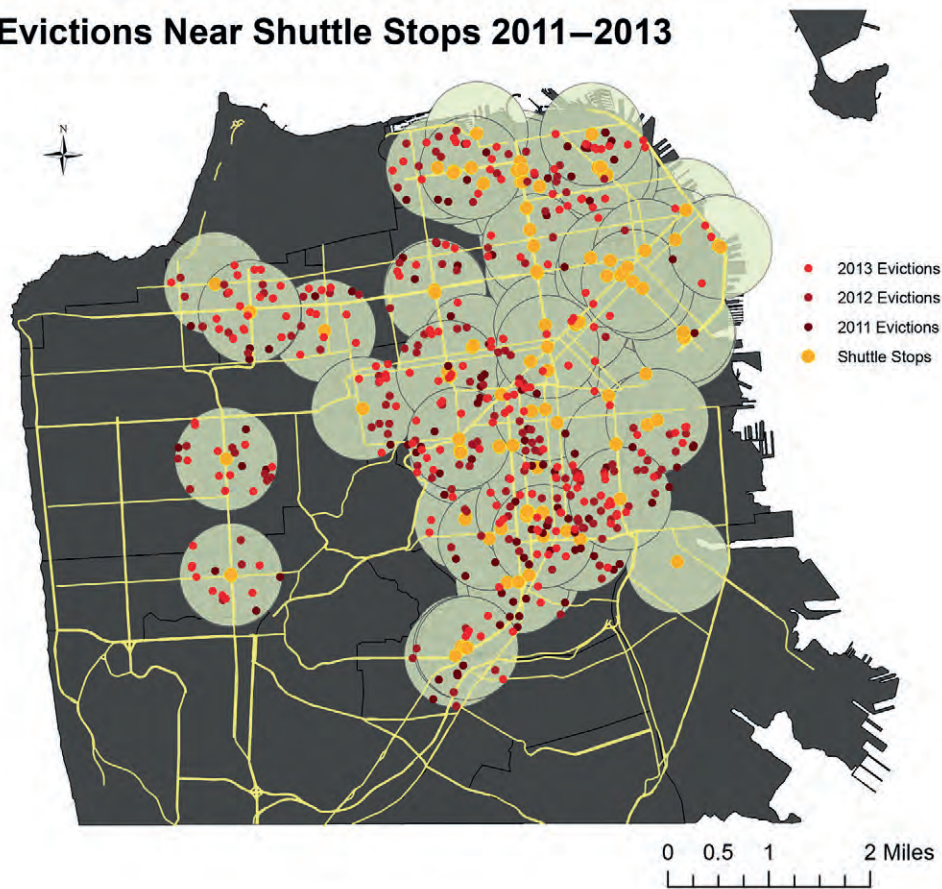 Evictions Near Shuttle Stops 2011–2013
N
2013 Evictions
2012 Evictions
2011 Evictions
Shuttle Stops
0 0.5 1 2 Miles